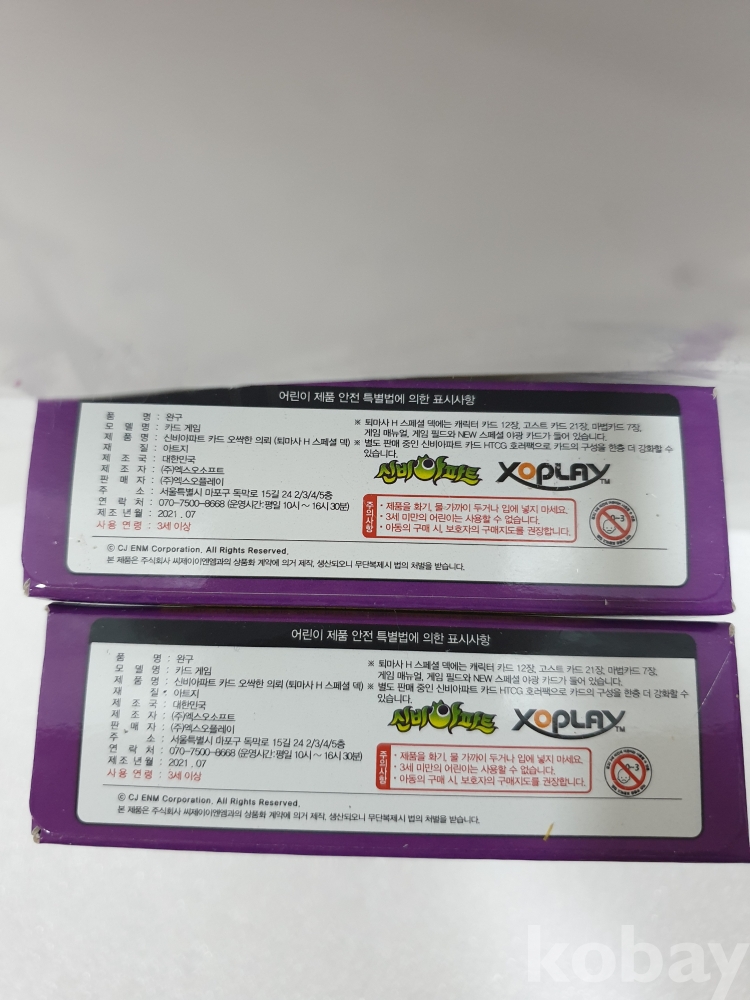 어린이 제품 안전 특별법에 의한 표시사항
품 명 : 완구
모 델 명 : 카드 게임
제 품 명 : 신비아파트 카드 오싹한 의뢰 (퇴마사 H 스페셜 덱)
재 질 : 아트지
제 조 국 : 대한민국
제 조 자 : (주)엑스오소프트
판 매 자 : (주)엑스오플레이
주 소 : 서울특별시 마포구 독막로 15길 24 2/3/4/5층
연 락 처 : 070-7500-8668 (운영시간:평일 10시~16시 30분)
제 조 년 월 : 2021. 07
사 용 연 령 : 3세 이상
※ 퇴마사 H 스페셜 덱에는 캐릭터 카드 12장, 고스트 카드 21장, 마법카드 7장,
게임 매뉴얼, 게임 필드와 NEW 스페셜 야광 카드가 들어 있습니다.
※ 별도 판매 중인 신비아파트 카드 HTCG 호러팩으로 카드의 구성을 한층 더 강화할 수
있습니다.
신비아파트 XOPLAY TM
주의사항
• 제품을 화기, 물 가까이 두거나 입에 넣지 마세요.
• 3세 미만의 어린이는 사용할 수 없습니다.
• 아동의 구매 시, 보호자의 구매지도를 권장합니다.
0-3
ⓒ CJ ENM Corporation. All Rights Reserved.
본 제품은 주식회사 씨제이이엔엠과의 상품화 계약에 의거 제작, 생산되오니 무단복제시 법의 처벌을 받습니다.
어린이 제품 안전 특별법에 의한 표시사항
품 명 : 완구
모 델 명 : 카드 게임
제 품 명 : 신비아파트 카드 오싹한 의뢰 (퇴마사 H 스페셜 덱)
재 질 : 아트지
제 조 국 : 대한민국
제 조 자 : (주)엑스오소프트
판 매 자 : (주)엑스오플레이
주 소 : 서울특별시 마포구 독막로 15길 24 2/3/4/5층
연 락 처 : 070-7500-8668 (운영시간:평일 10시~16시 30분)
제 조 년 월 : 2021. 07
사 용 연 령 : 3세 이상
※ 퇴마사 H 스페셜 덱에는 캐릭터 카드 12장, 고스트 카드 21장, 마법카드 7장,
게임 매뉴얼, 게임 필드와 NEW 스페셜 야광 카드가 들어 있습니다.
※ 별도 판매 중인 신비아파트 카드 HTCG 호러팩으로 카드의 구성을 한층 더 강화할 수
있습니다.
신비아파트 XOPLAY TM
주의사항
• 제품을 화기, 물 가까이 두거나 입에 넣지 마세요.
• 3세 미만의 어린이는 사용할 수 없습니다.
• 아동의 구매 시, 보호자의 구매지도를 권장합니다.
0-3
ⓒ CJ ENM Corporation. All Rights Reserved.
본 제품은 주식회사 씨제이이엔엠과의 상품화 계약에 의거 제작, 생산되오니 무단복제시 법의 처벌을 받습니다.
kobay